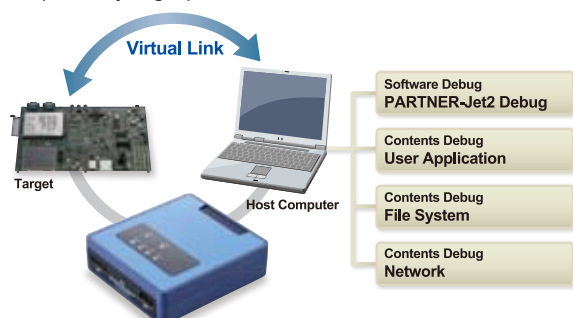 Virtual Link
Target
Host Computer
Software Debug
PARTNER-Jet2 Debug
Contents Debug
User Application
Contents Debug
File System
Contents Debug
Network